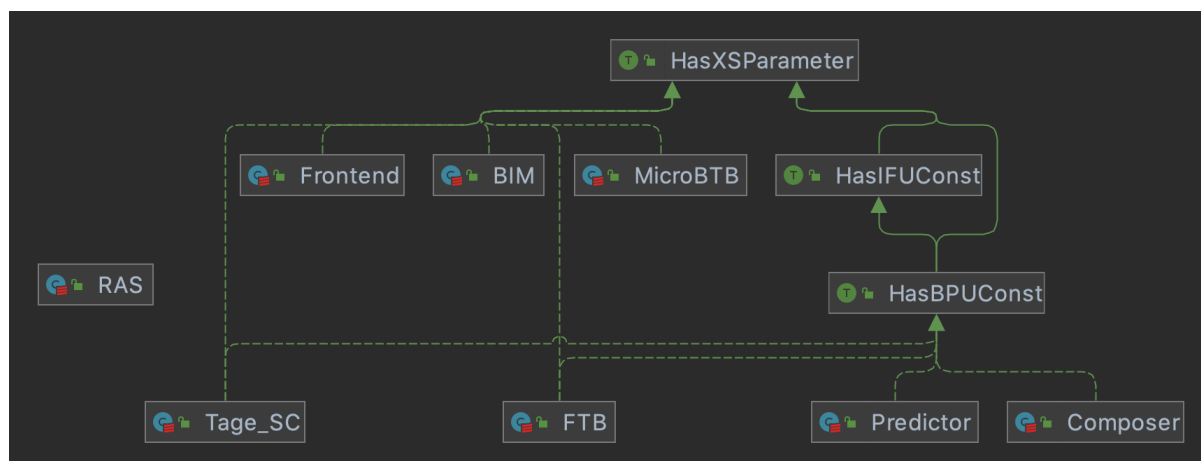 HasXSParameter
Frontend
BIM
MicroBTB
HasIFUConst
RAS
HasBPUConst
Tage_SC
FTB
Predictor
Composer